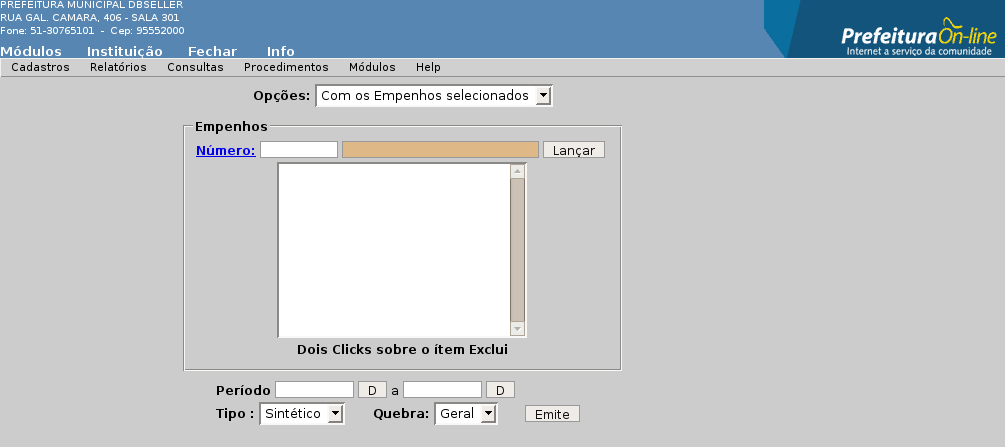 PREFEITURA MUNICIPAL DBSELLER
RUA GAL. CAMARA, 406 - SALA 301
Fone: 51-30765101 - Cep: 95552000
Módulos Instituição Fechar Info
PrefeituraOn-line
Internet a serviço da comunidade
Cadastros Relatórios Consultas Procedimentos Módulos Help
Opções: Com os Empenhos selecionados
Empenhos
Número: Lançar
Dois Clicks sobre o ítem Exclui
Período D a D
Tipo : Sintético Quebra: Geral Emite